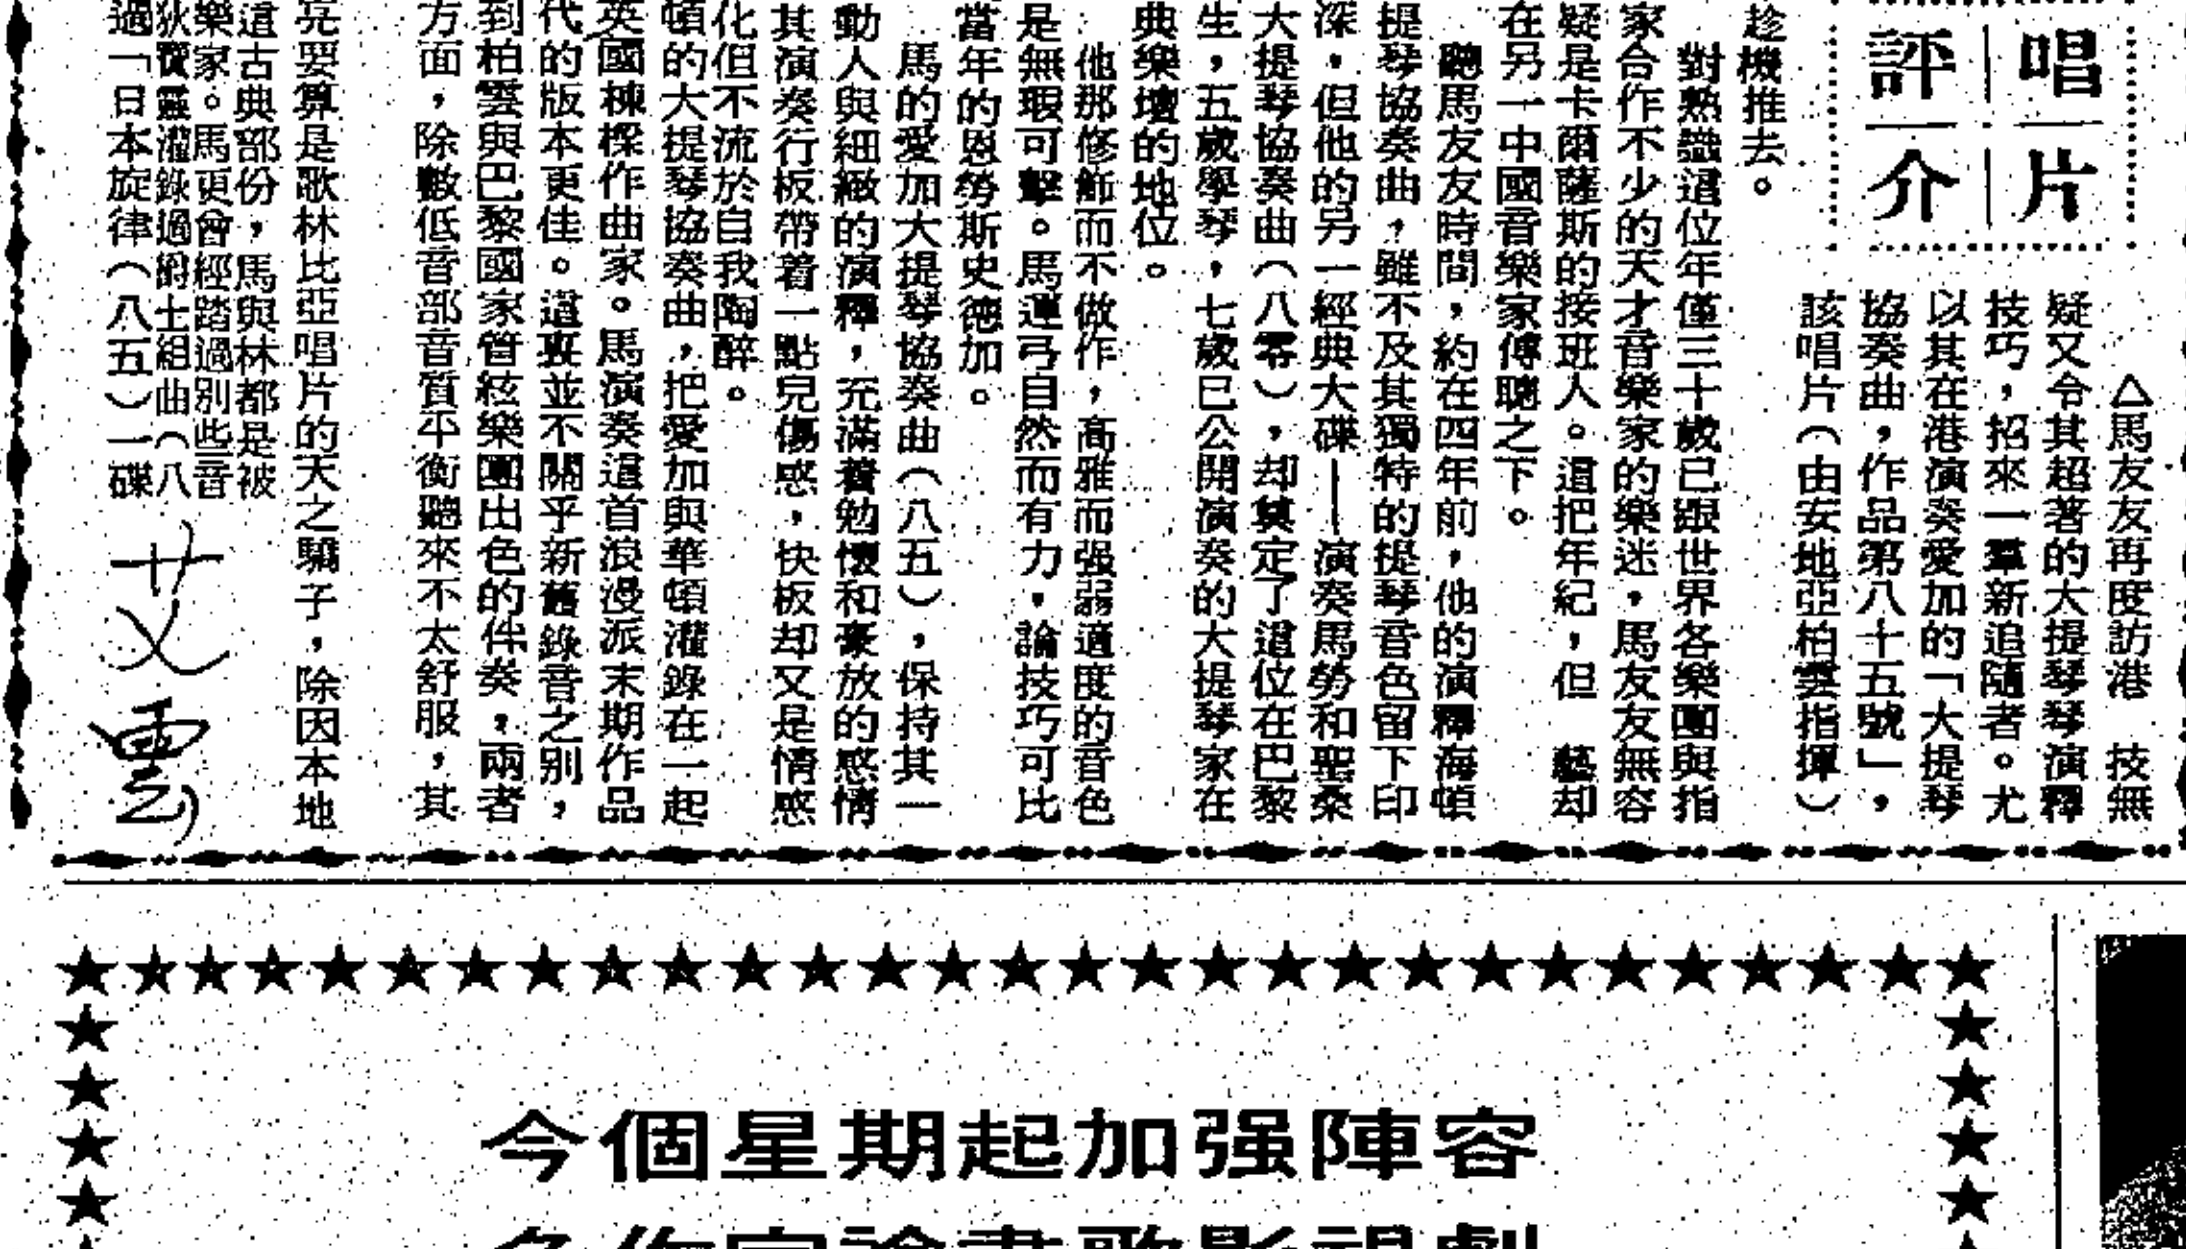 唱片
評介
△馬友友再度訪港 技無
疑又令其超著的大提琴琴演釋
技巧，招來一羣新追隨者。尤
以其在港演奏愛加的「大提琴
協奏曲，作品第八十五號」，
該唱片（由安地亞柏雲指揮）
趁機推去。
對熟識這位年僅三十歲已跟世界各樂團與指
家合作不少的天才音樂家的樂迷，馬友友無容
疑是卡爾薩斯的接班人。這把年紀，但 藝却
在另一中國音樂家傅聰之下。
聽馬友友時間，約在四年前，他的演釋海頓
提琴協奏曲，雖不及其獨特的提琴音色留下印
深，但他的另一經典大碟——演奏馬勞和聖桑
大提琴協奏曲（八零），却奠定了這位在巴黎
生，五歲學琴，七歲已公開演奏的大提琴家在
典樂壇的地位。
他那修飾而不做作，高雅而强弱適度的音色
是無瑕可擊。馬運弓自然而有力，論技巧可比
當年的恩勞斯史德加。
馬的愛加大提琴協奏曲（八五），保持其一
動人與細緻的演釋，充滿着勉懷和豪放的感情
其演奏行板帶着一點兒傷感，快板却又是情感
化但不流於自我陶醉。
頓的大提琴協奏曲，把愛加與華頓灌錄在一起
英國棟樑作曲家。馬演奏這首浪漫派末期作品
代的版本更佳。這並不關乎新舊錄音之别，
到柏雲與巴黎國家管絃樂團出色的伴奏，兩者
方面，除數低音部音質平衡聽來不太舒服，其
亮要算是歌林比亞唱片的天之驕子，除因本地
這古典部份，馬與林都是被
樂家。馬更曾經踏過別些音
狄寶靈灌錄過爵士組曲（八
過「日本旋律（八五）一碟
艾雲
今個星期起加强陣容